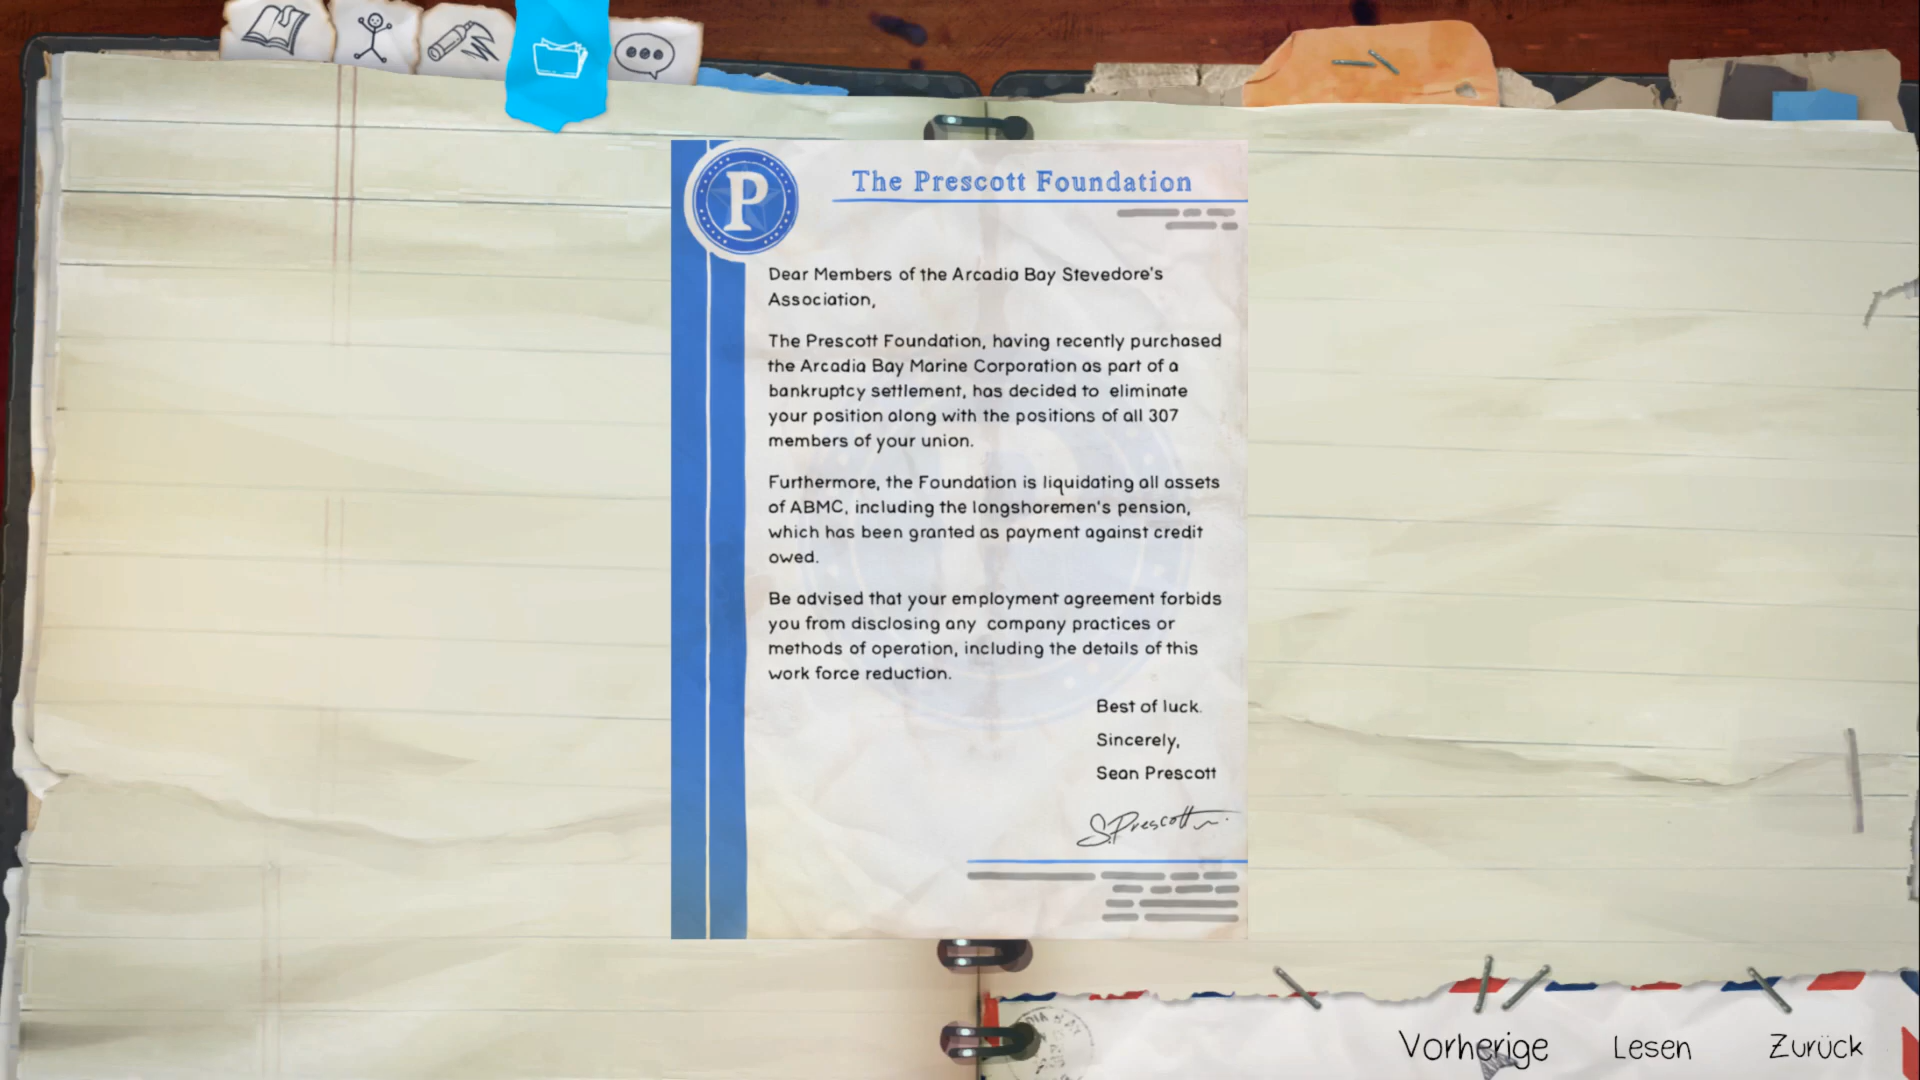 P
The Prescott Foundation
Dear Members of the Arcadia Bay Stevedore's
Association,
The Prescott Foundation, having recently purchased
the Arcadia Bay Marine Corporation as part of a
bankruptcy settlement, has decided to eliminate
your position along with the positions of all 307
members of your union.
Furthermore, the Foundation is liquidating all assets
of ABMC, including the longshoremen's pension,
which has been granted as payment against credit
owed.
Be advised that your employment agreement forbids
you from disclosing any company practices or
methods of operation, including the details of this
work force reduction.
Best of luck.
Sincerely,
Sean Prescott
S.Prescott
Vorherige Lesen Zurück